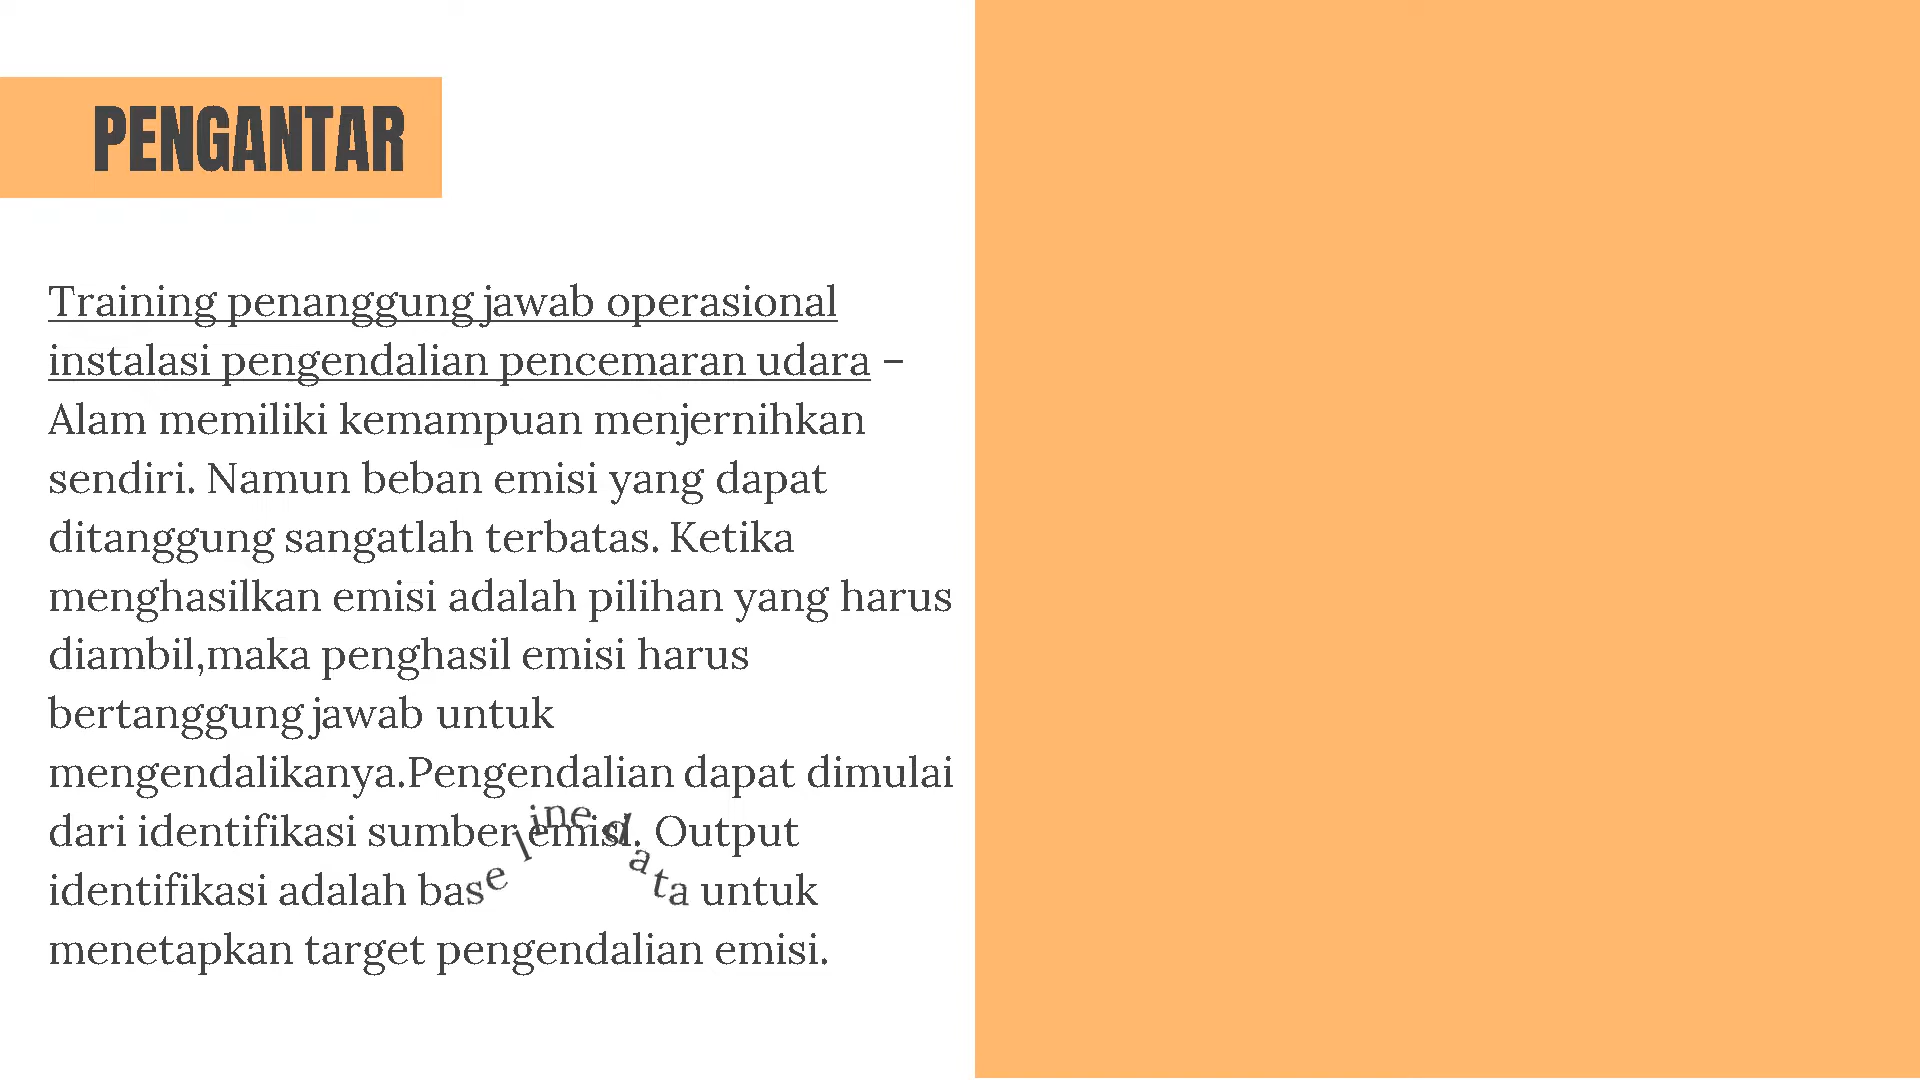 PENGANTAR
Training penanggung jawab operasional
instalasi pengendalian pencemaran udara –
Alam memiliki kemampuan menjernihkan
sendiri. Namun beban emisi yang dapat
ditanggung sangatlah terbatas. Ketika
menghasilkan emisi adalah pilihan yang harus
diambil,maka penghasil emisi harus
bertanggung jawab untuk
mengendalikanya.Pengendalian dapat dimulai
dari identifikasi sumber emisi. Output
identifikasi adalah base line data untuk
menetapkan target pengendalian emisi.